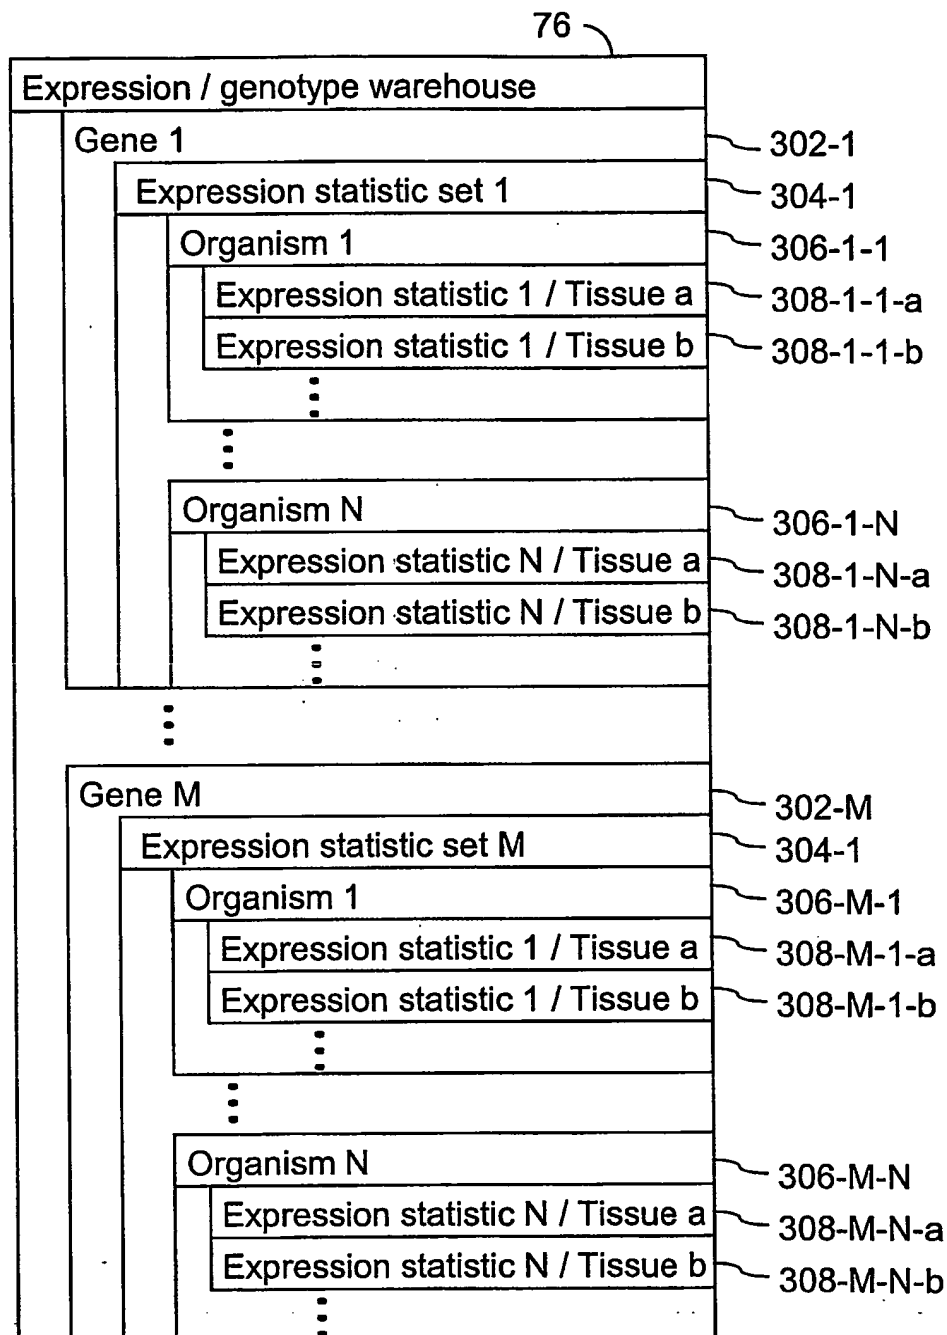 76
Expression / genotype warehouse
Gene 1 302-1
Expression statistic set 1 304-1
Organism 1 306-1-1
Expression statistic 1 / Tissue a 308-1-1-a
Expression statistic 1 / Tissue b 308-1-1-b
Organism N 306-1-N
Expression statistic N / Tissue a 308-1-N-a
Expression statistic N / Tissue b 308-1-N-b
Gene M 302-M
Expression statistic set M 304-1
Organism 1 306-M-1
Expression statistic 1 / Tissue a 308-M-1-a
Expression statistic 1 / Tissue b 308-M-1-b
Organism N 306-M-N
Expression statistic N / Tissue a 308-M-N-a
Expression statistic N / Tissue b 308-M-N-b